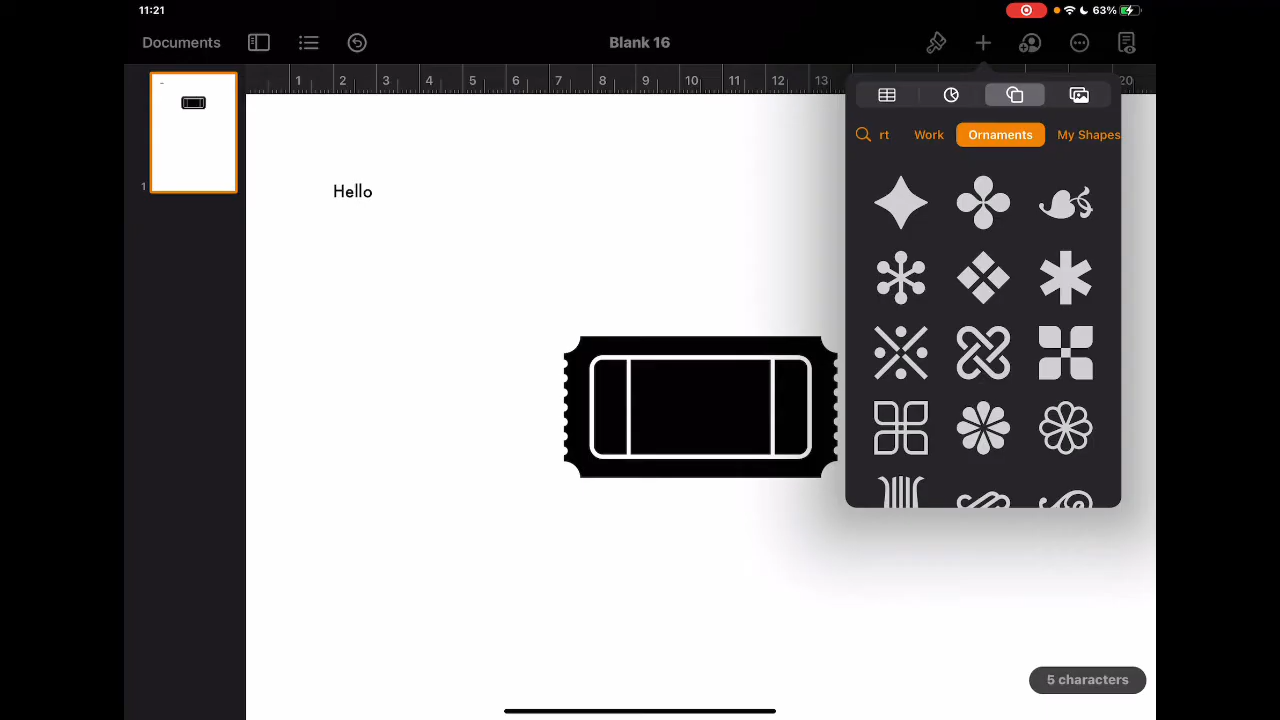 11:21
63%
Documents
Blank 16
1 2 3 4 5 6 7 8 9 10 11 12 13 20
rt Work Ornaments My Shapes
1
Hello
5 characters